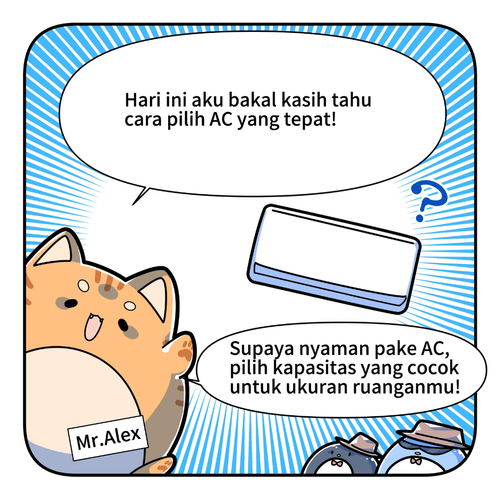 Hari ini aku bakal kasih tahu
cara pilih AC yang tepat!
?
Supaya nyaman pake AC,
pilih kapasitas yang cocok
untuk ukuran ruanganmu!
Mr.Alex